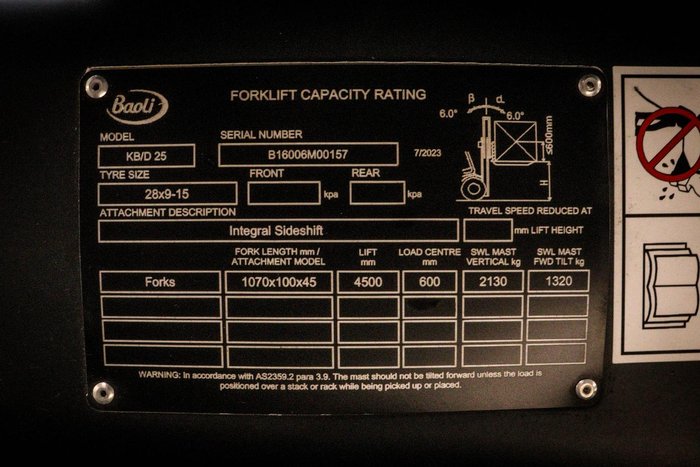 Baoli
FORKLIFT CAPACITY RATING
β α
6.0° 6.0°
≤600mm
H
MODEL SERIAL NUMBER
KB/D 25 B16006M00157 7/2023
TYRE SIZE FRONT REAR
28x9-15 kpa kpa
ATTACHMENT DESCRIPTION TRAVEL SPEED REDUCED AT
Integral Sideshift mm LIFT HEIGHT
FORK LENGTH mm / LIFT LOAD CENTRE SWL MAST SWL MAST
ATTACHMENT MODEL mm mm VERTICAL kg FWD TILT kg
Forks 1070x100x45 4500 600 2130 1320
WARNING: In accordance with AS2359.2 para 3.9. The mast should not be tilted forward unless the load is
positioned over a stack or rack while being picked up or placed.